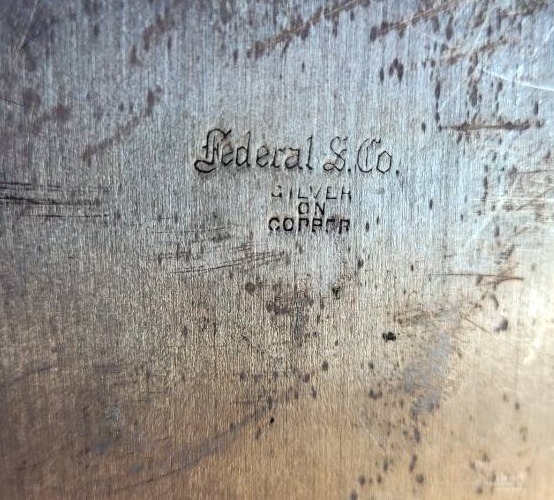 Federal S. Co.
SILVER
ON
COPPER